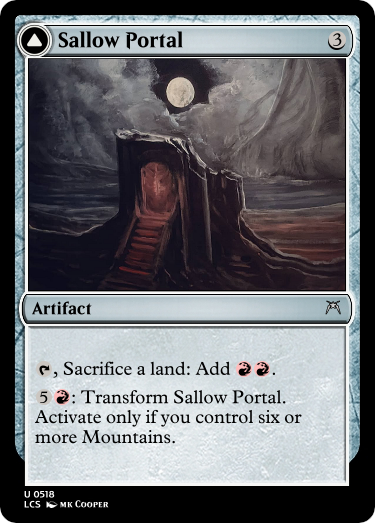 Sallow Portal 3
Artifact
, Sacrifice a land: Add .
5 : Transform Sallow Portal.
Activate only if you control six or
more Mountains.
U 0518
LCS MK Cooper